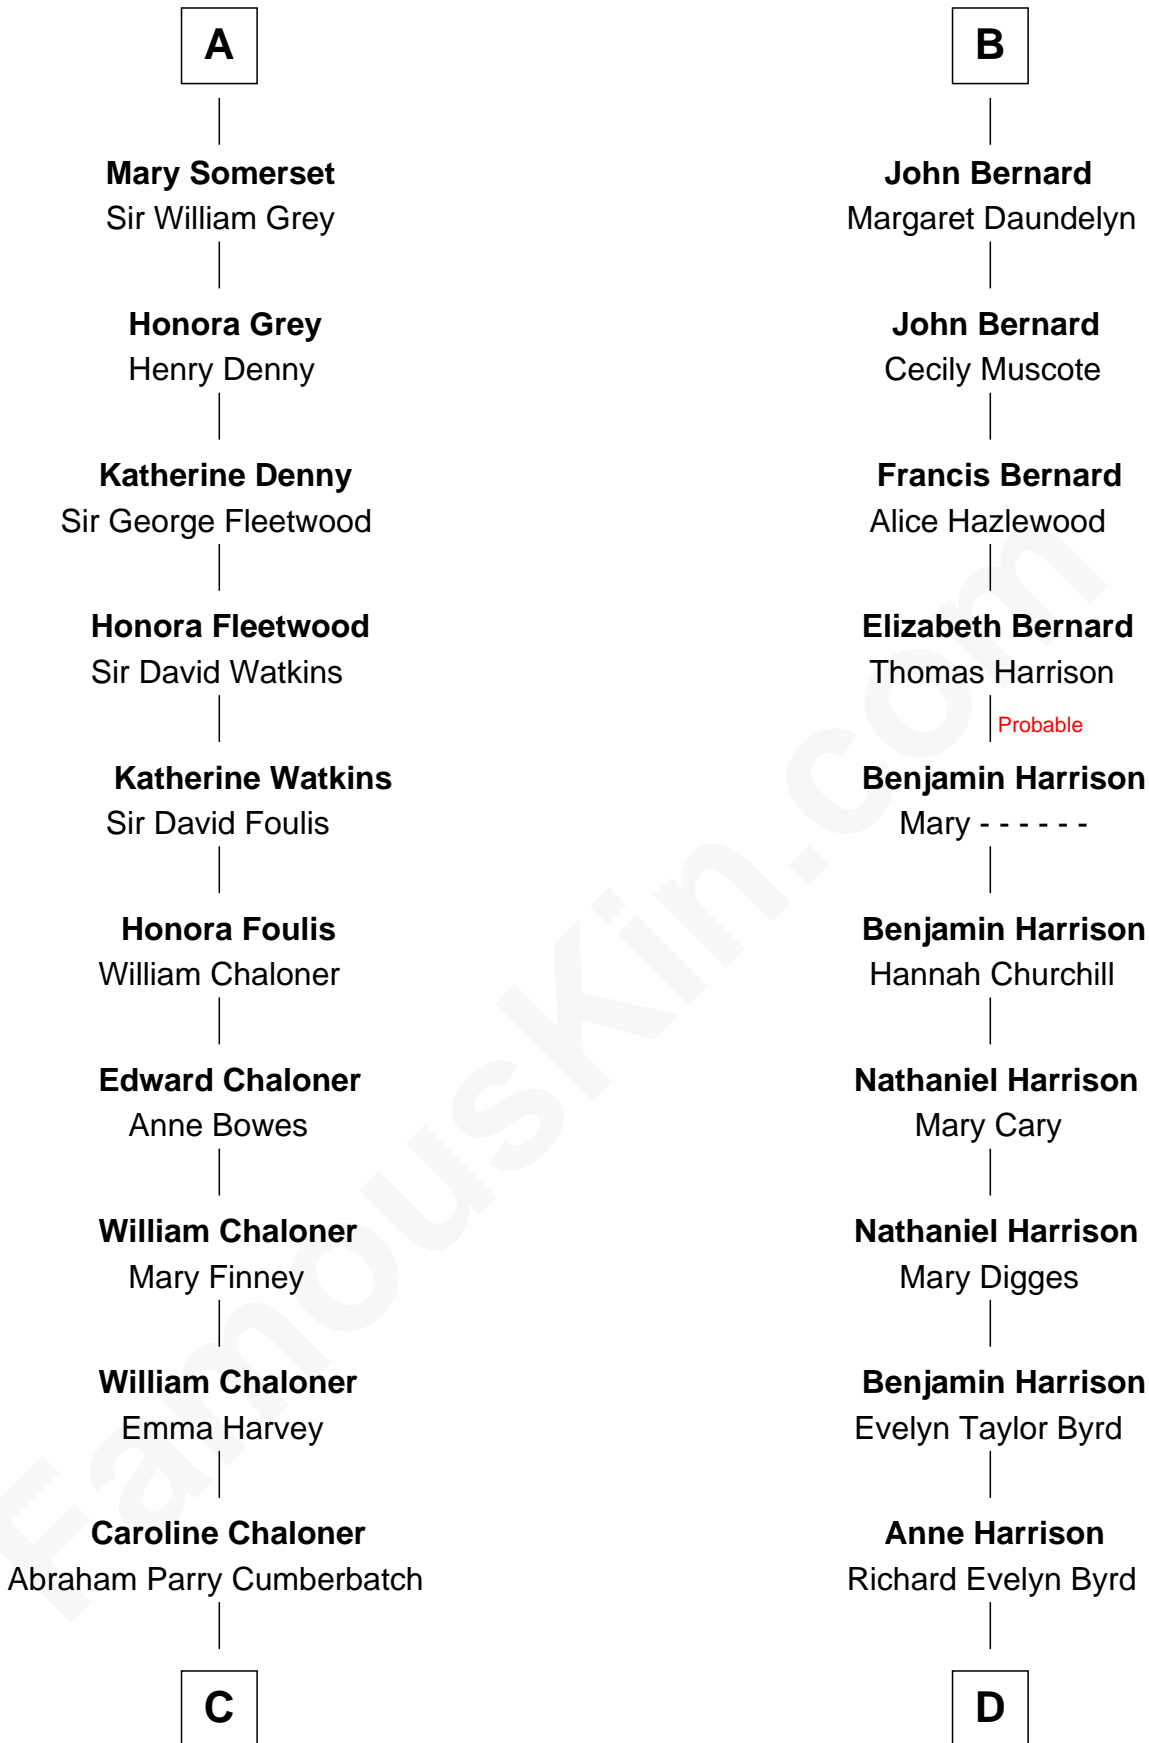 A
Mary Somerset
Sir William Grey
Honora Grey
Henry Denny
Katherine Denny
Sir George Fleetwood
Honora Fleetwood
Sir David Watkins
Katherine Watkins
Sir David Foulis
Honora Foulis
William Chaloner
Edward Chaloner
Anne Bowes
William Chaloner
Mary Finney
William Chaloner
Emma Harvey
Caroline Chaloner
Abraham Parry Cumberbatch
C
B
John Bernard
Margaret Daundelyn
John Bernard
Cecily Muscote
Francis Bernard
Alice Hazlewood
Elizabeth Bernard
Thomas Harrison
Probable
Benjamin Harrison
Mary - - - - - -
Benjamin Harrison
Hannah Churchill
Nathaniel Harrison
Mary Cary
Nathaniel Harrison
Mary Digges
Benjamin Harrison
Evelyn Taylor Byrd
Anne Harrison
Richard Evelyn Byrd
D
FamousKin.com